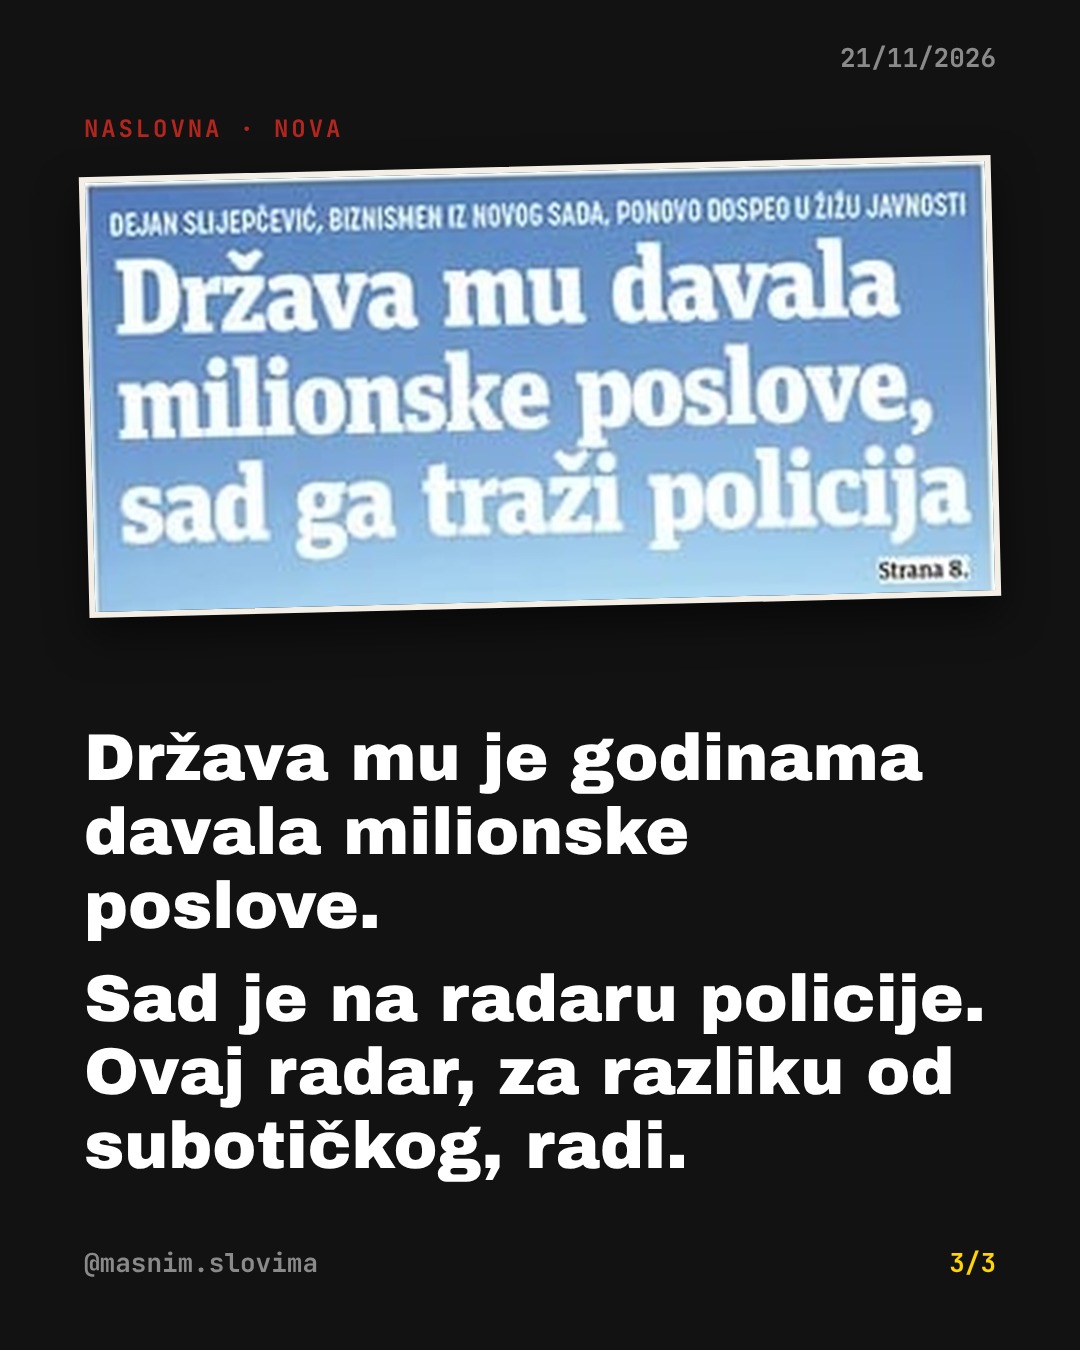 21/11/2026
NASLOVNA · NOVA
DEJAN SLIJEPČEVIĆ, BIZNISMEN IZ NOVOG SADA, PONOVO DOSPEO U ŽIŽU JAVNOSTI
Država mu davala
milionske poslove,
sad ga traži policija
Strana 8.
Država mu je godinama
davala milionske
poslove.
Sad je na radaru policije.
Ovaj radar, za razliku od
subotičkog, radi.
@masnim.slovima
3/3